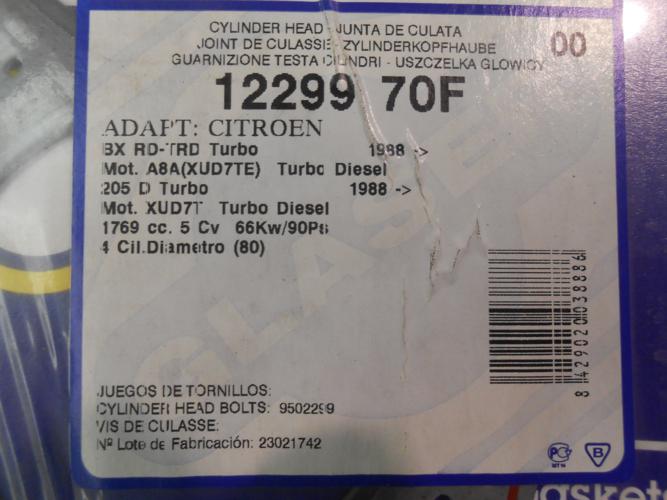 CYLINDER HEAD - JUNTA DE CULATA
JOINT DE CULASSE - ZYLINDERKOPFHAUBE
GUARNIZIONE TESTA CILINDRI - USZCZELKA GLOWICY
00
12299 70F
ADAPT: CITROEN
BX RD-TRD Turbo 1988 ->
Mot. A8A(XUD7TE) Turbo Diesel
205 D Turbo 1988 ->
Mot. XUD7T Turbo Diesel
1769 cc. 5 Cv 66Kw/90Ps
4 Cil.Diametro (80)
GLASER
8429020038886
JUEGOS DE TORNILLOS:
CYLINDER HEAD BOLTS: 9502299
VIS DE CULASSE:
Nº Lote de Fabricación: 23021742
B
gaskets